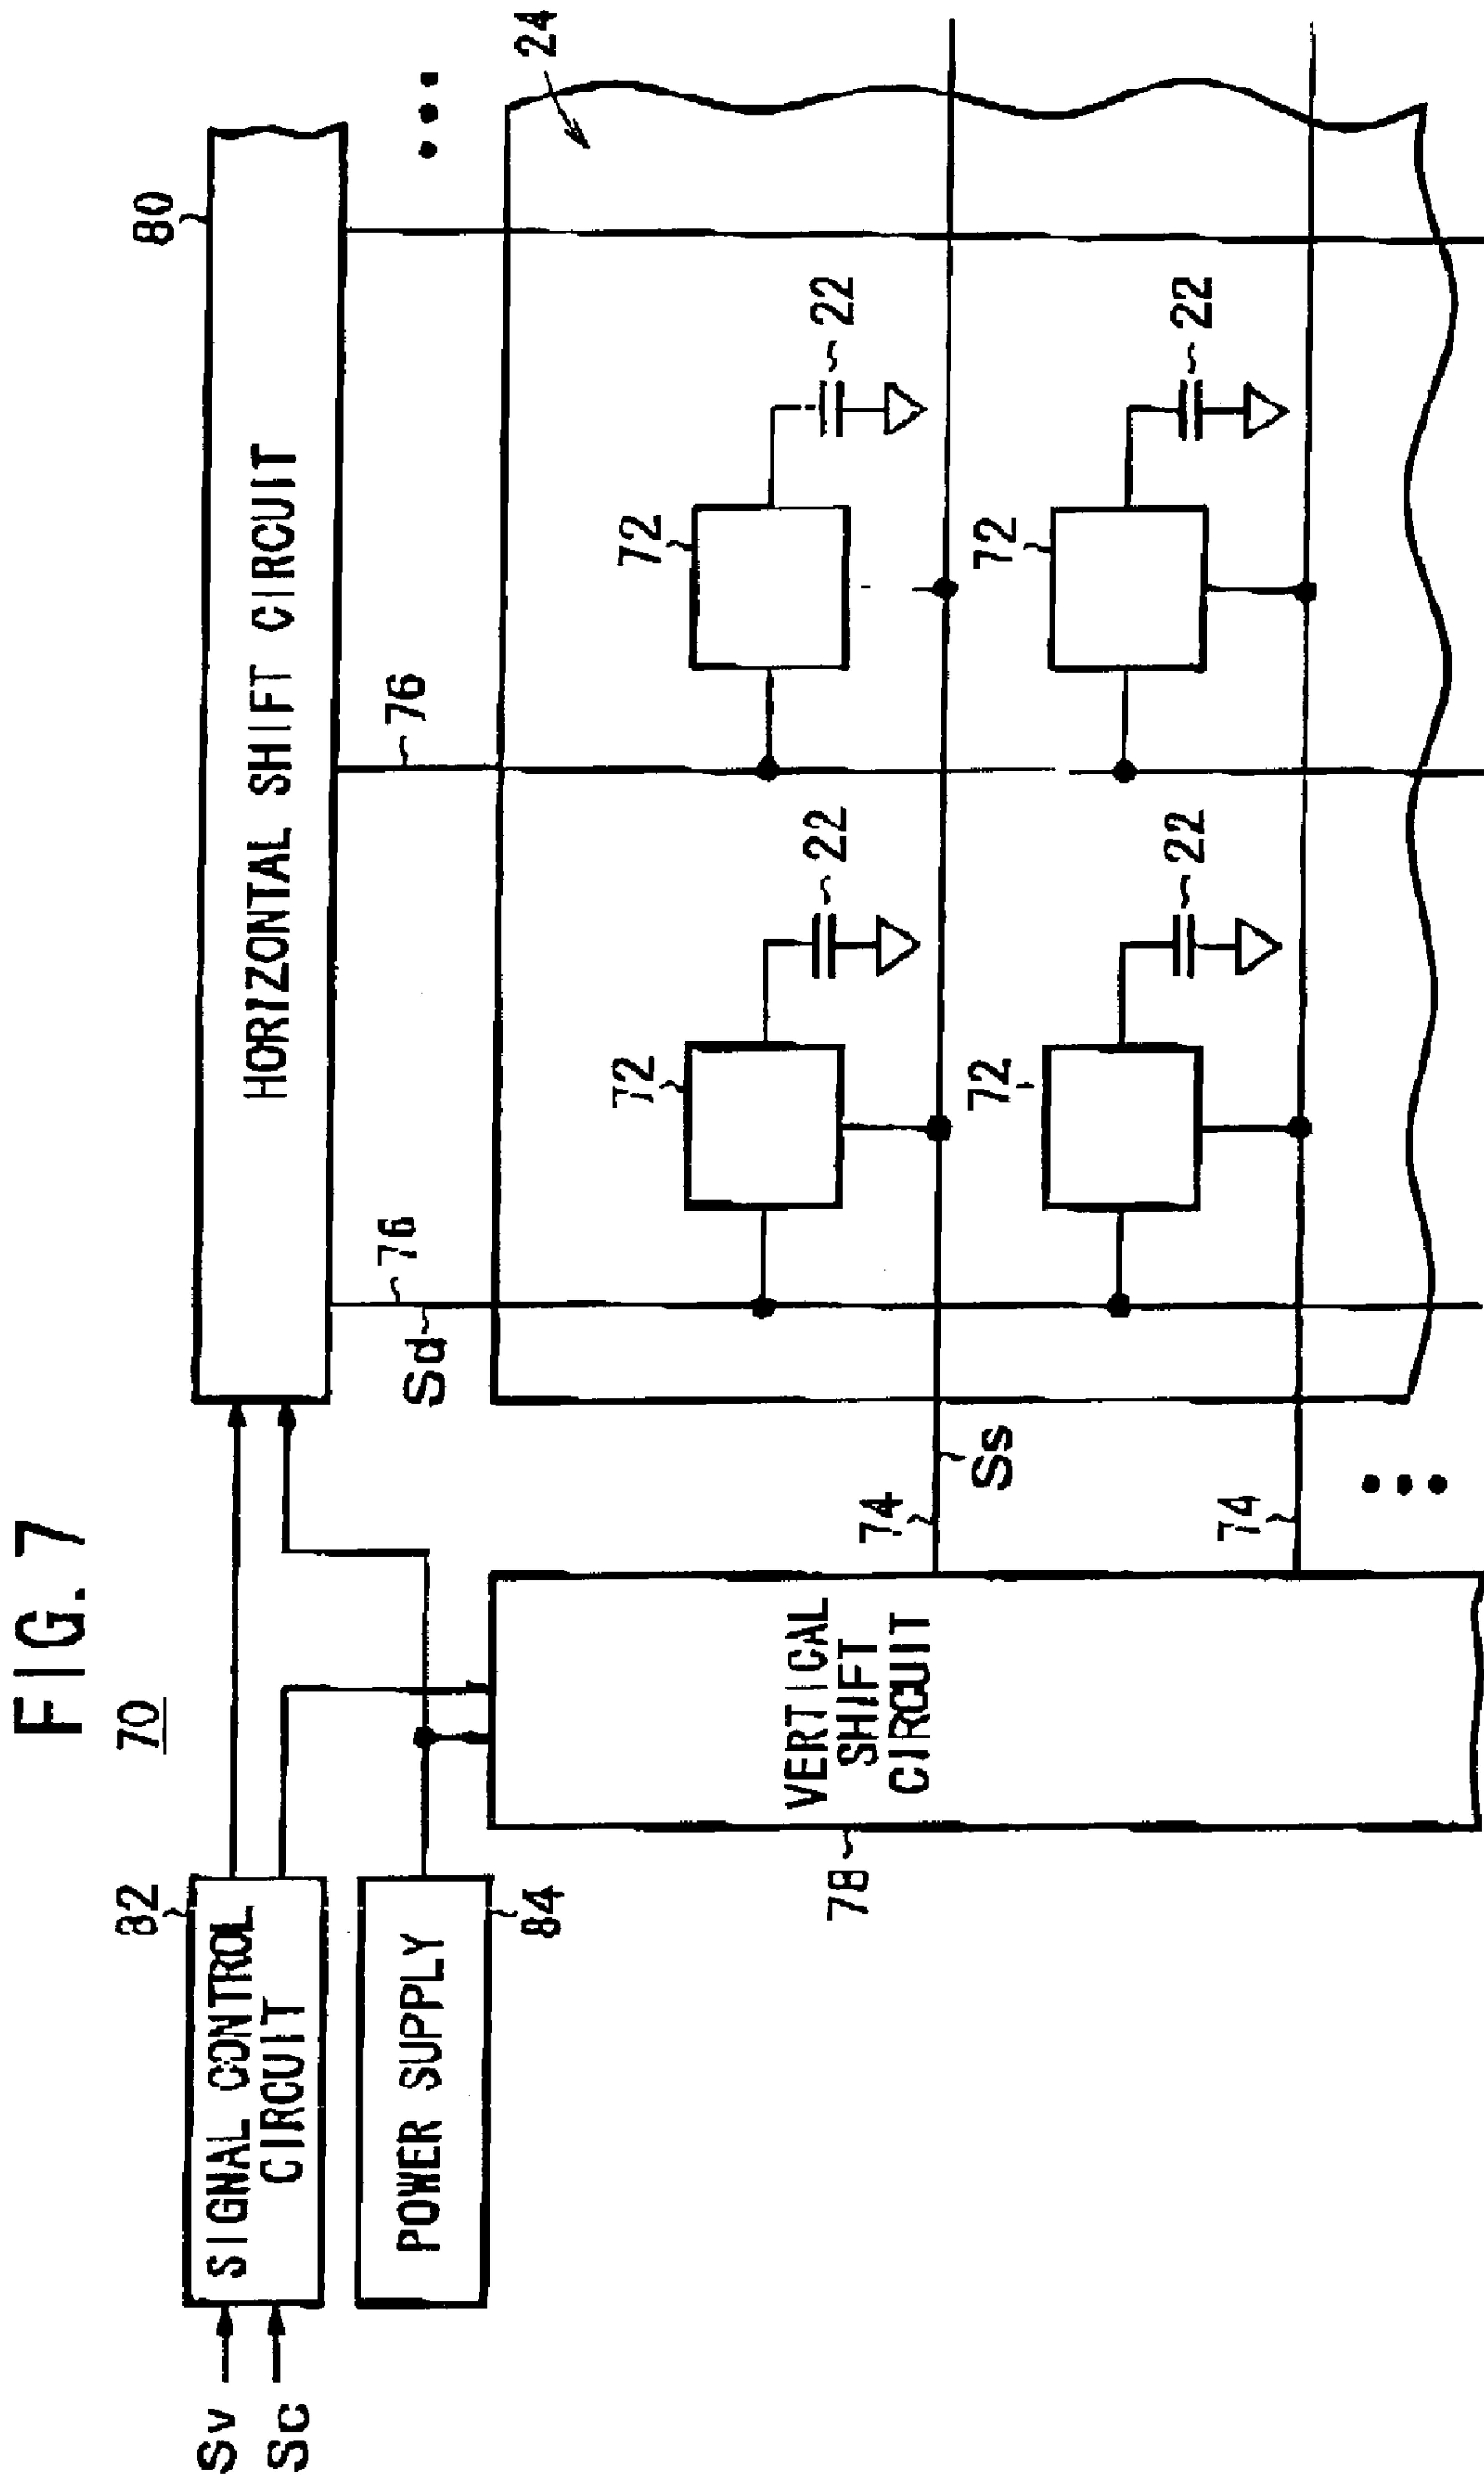 FIG. 7
70
80
HORIZONTAL SHIFT CIRCUIT
82
SIGNAL CONTROL
CIRCUIT
Sv
Sc
84
POWER SUPPLY
78
VERTICAL
SHIFT
CIRCUIT
Sd
76
76
24
72
22
72
22
74
Ss
72
22
72
22
74